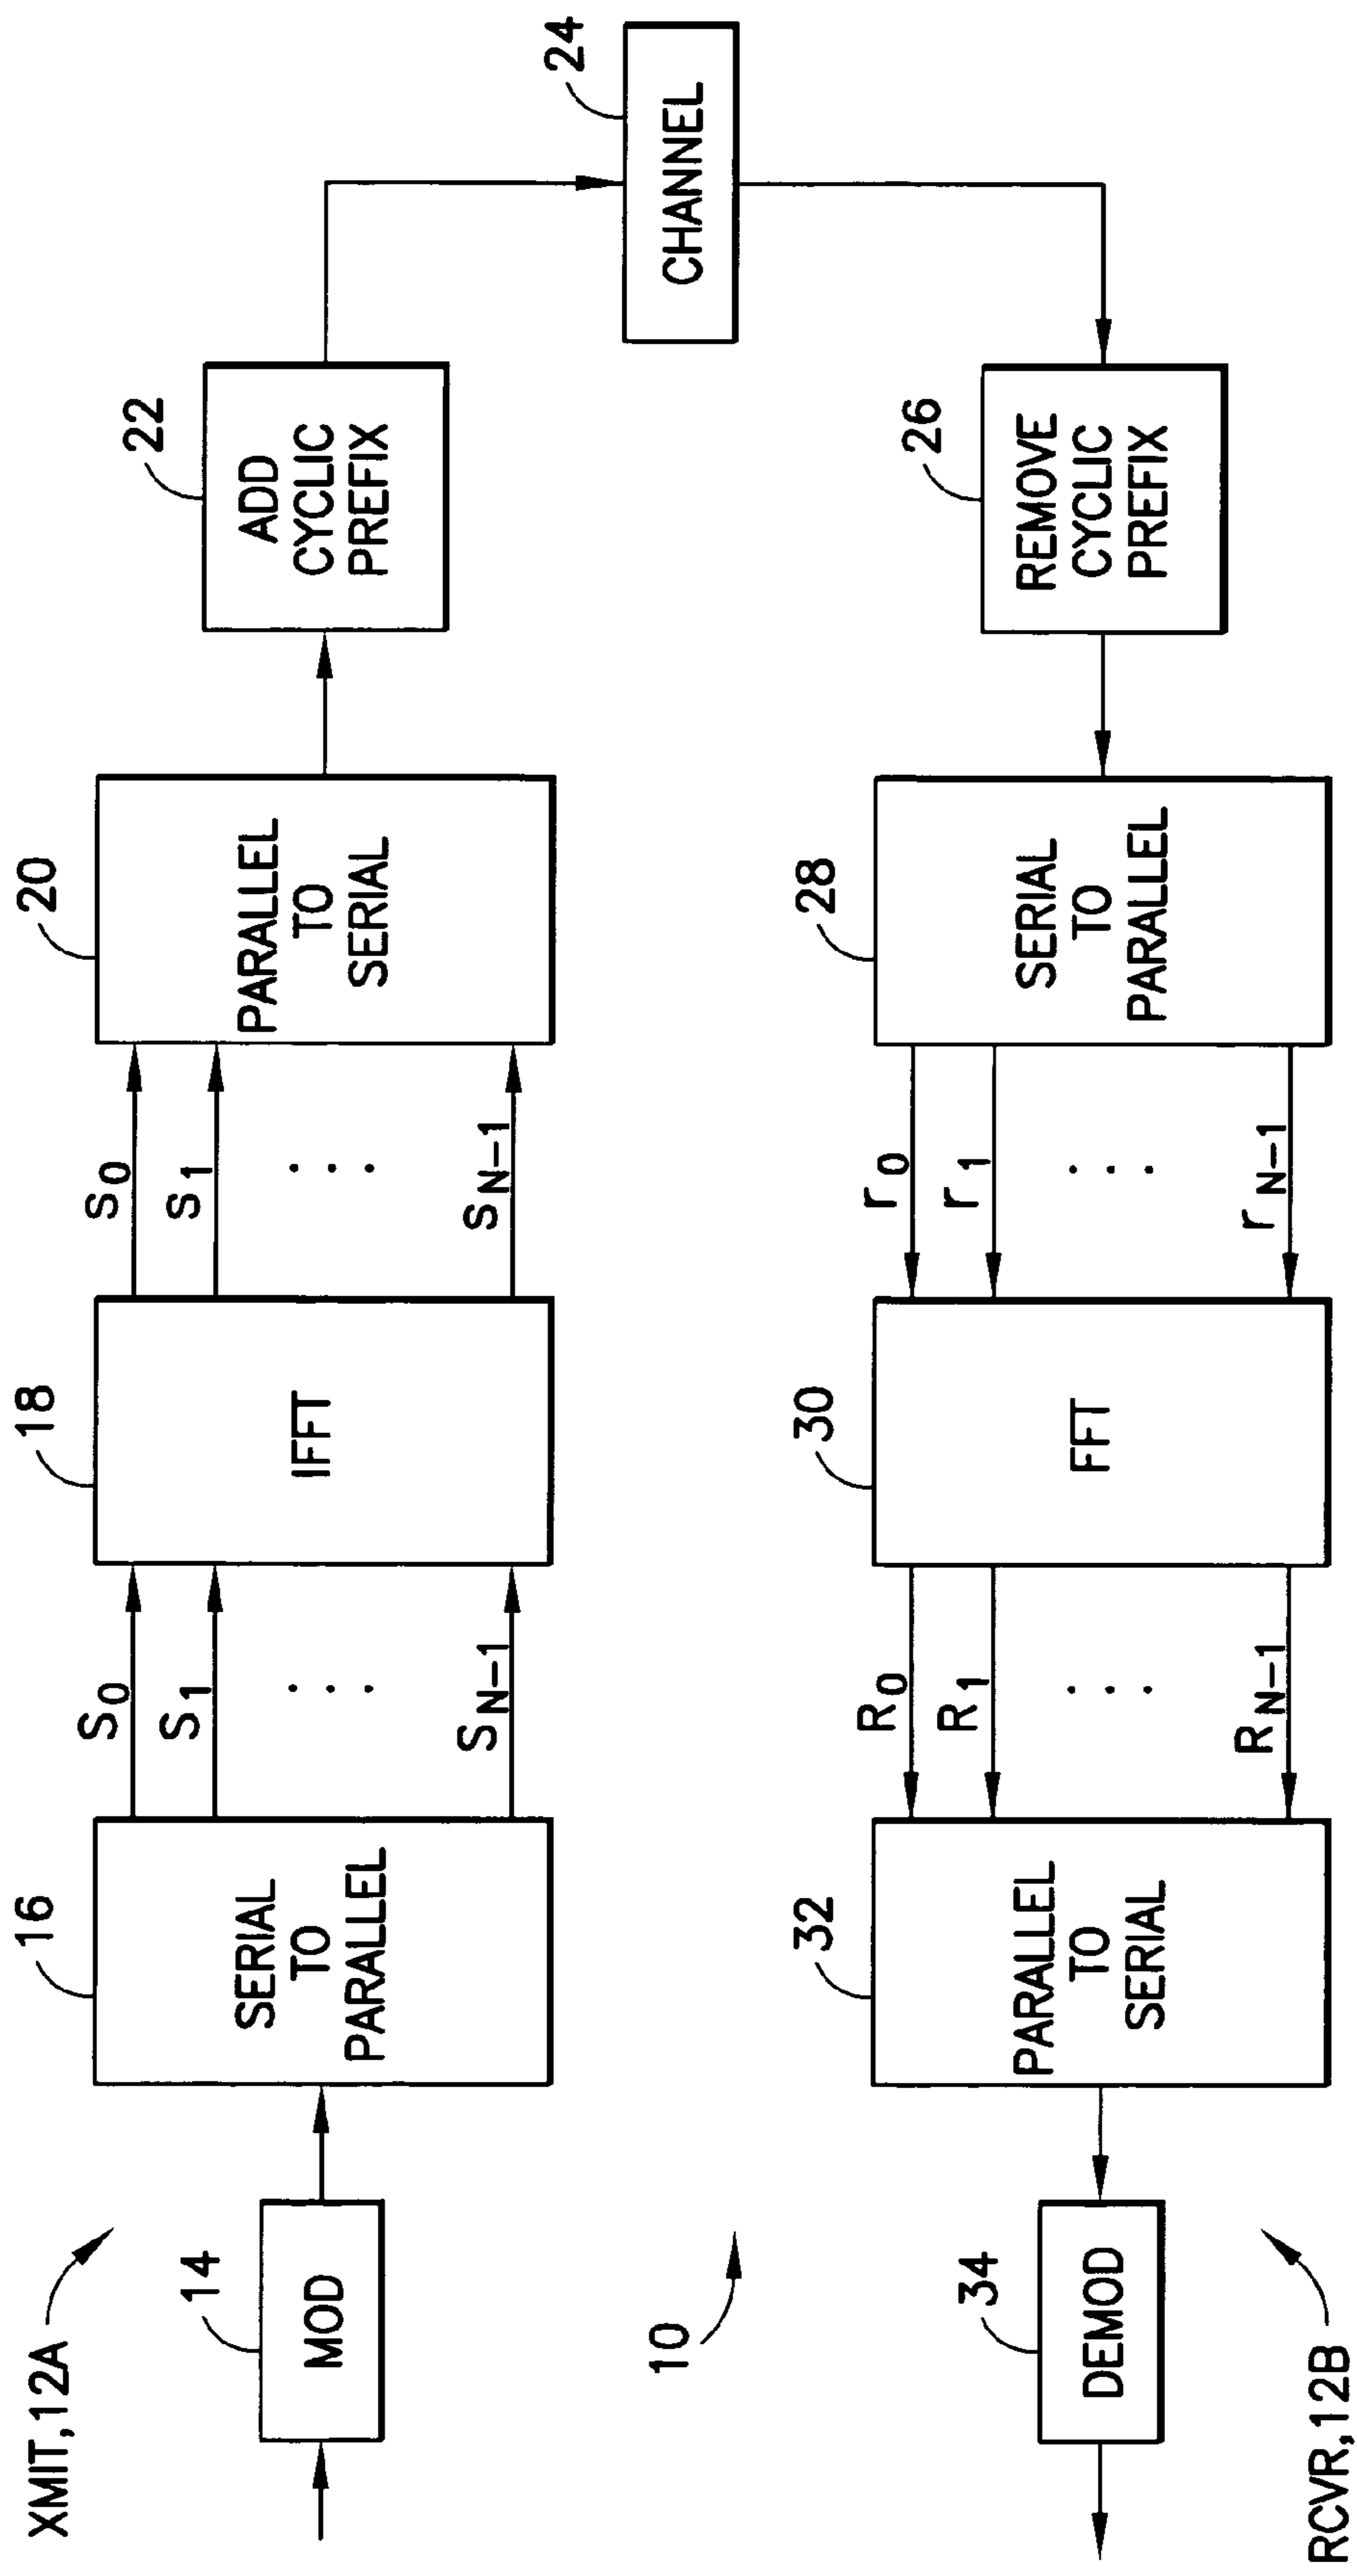 XMIT,12A
14
MOD
16
SERIAL
TO
PARALLEL
S0
S1
. . .
SN-1
18
IFFT
s0
s1
. . .
sN-1
20
PARALLEL
TO
SERIAL
22
ADD
CYCLIC
PREFIX
24
CHANNEL
10
26
REMOVE
CYCLIC
PREFIX
28
SERIAL
TO
PARALLEL
r0
r1
. . .
rN-1
30
FFT
R0
R1
. . .
RN-1
32
PARALLEL
TO
SERIAL
34
DEMOD
RCVR,12B